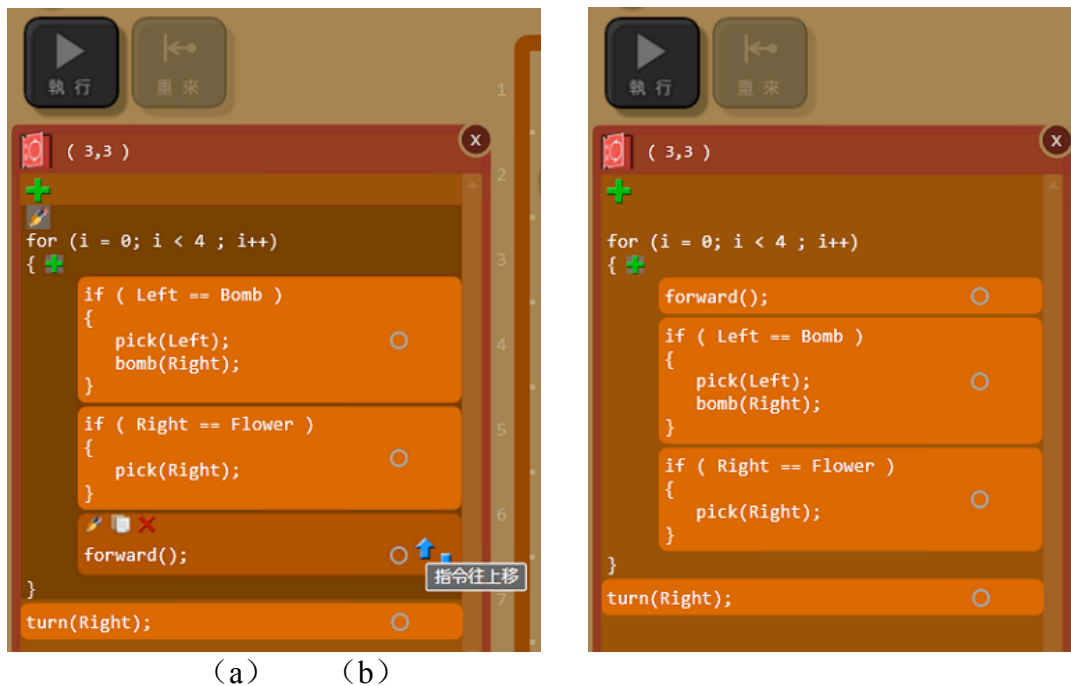 執行
重來
1
( 3,3 )
X
2
for (i = 0; i < 4 ; i++)
{
3
if ( Left == Bomb )
{
pick(Left);
4
bomb(Right);
}
if ( Right == Flower )
5
{
pick(Right);
}
6
forward();
指令往上移
}
7
turn(Right);
執行
重來
( 3,3 )
X
for (i = 0; i < 4 ; i++)
{
forward();
if ( Left == Bomb )
{
pick(Left);
bomb(Right);
}
if ( Right == Flower )
{
pick(Right);
}
}
turn(Right);
(a) (b)